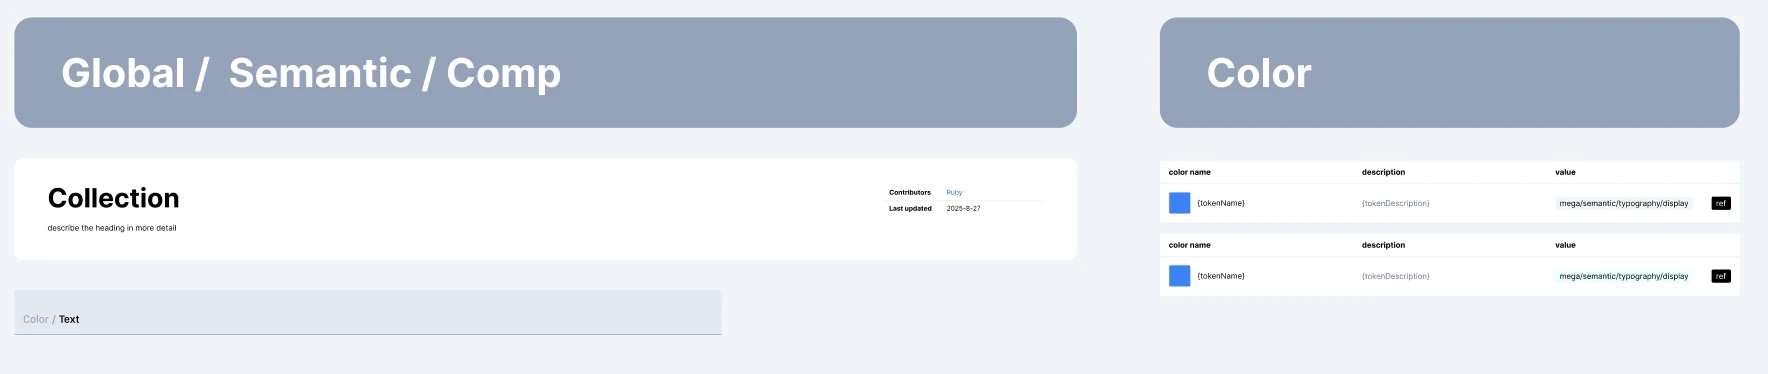 Global / Semantic / Comp
Collection
describe the heading in more detail
Contributors Ruby
Last updated 2025-8-27
Color / Text
Color
color name description value
{tokenName} {tokenDescription} mega/semantic/typography/display ref
color name description value
{tokenName} {tokenDescription} mega/semantic/typography/display ref